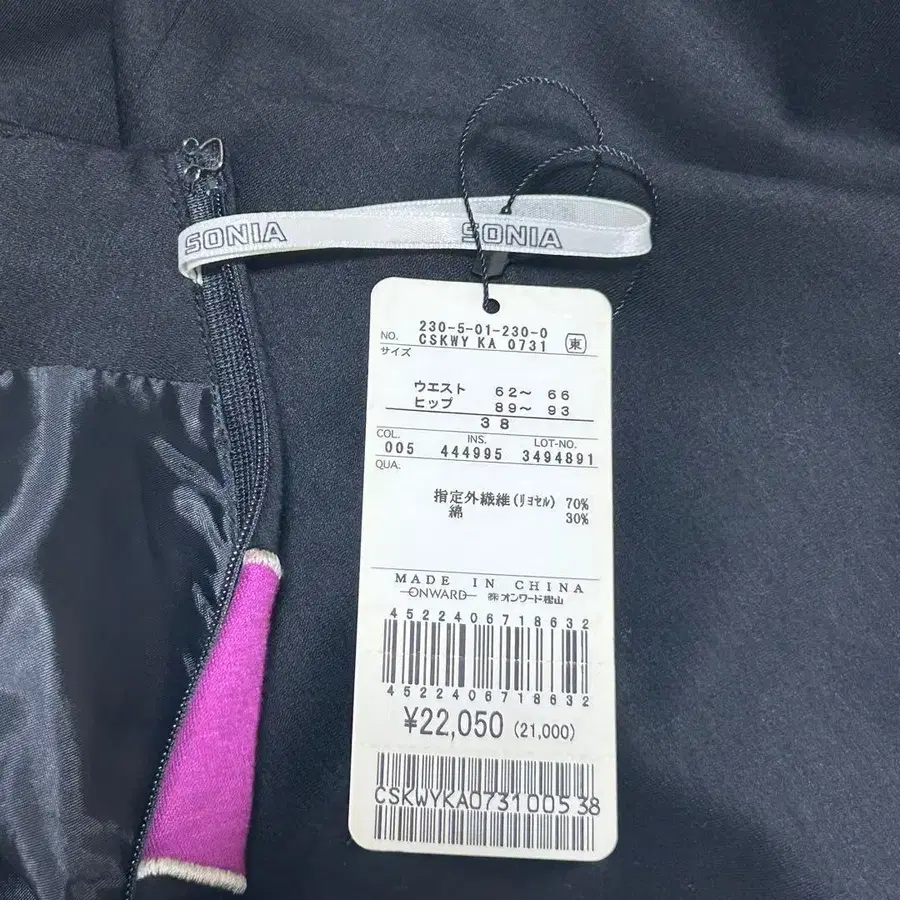 SONIA SONIA
230-5-01-230-0
NO. CSKWY KA 0731 東
サイズ
ウエスト 62〜 66
ヒップ 89〜 93
38
COL. INS. LOT-NO.
005 444995 3494891
QUA.
指定外繊維(リヨセル) 70%
綿 30%
MADE IN CHINA
ONWARD ㈱オンワード樫山
4522406718632
4522406718632
¥22,050 (21,000)
CSKWYKA0731005 38